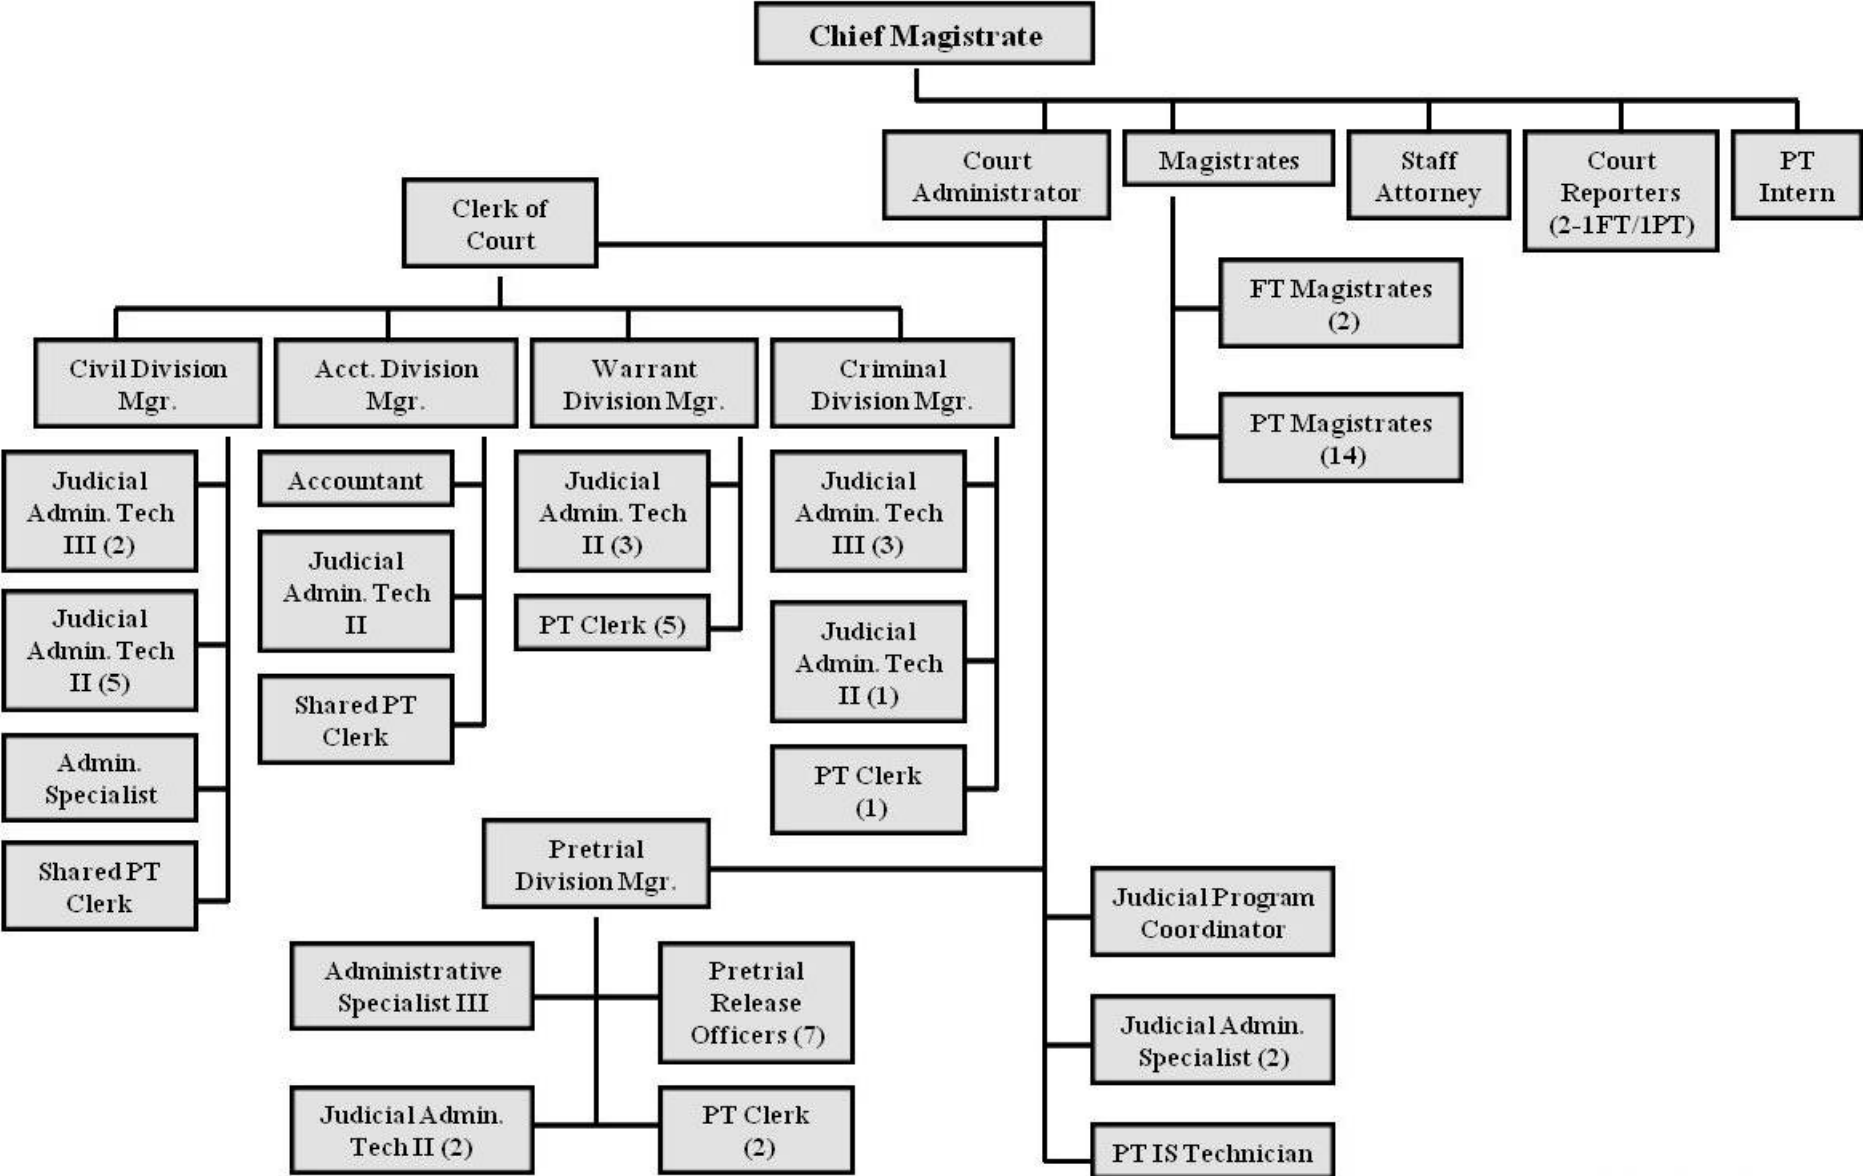 Chief Magistrate
Court
Administrator
Magistrates
Staff
Attorney
Court
Reporters
(2-1FT/1PT)
PT
Intern
Clerk of
Court
FT Magistrates
(2)
PT Magistrates
(14)
Civil Division
Mgr.
Acct. Division
Mgr.
Warrant
Division Mgr.
Criminal
Division Mgr.
Judicial
Admin. Tech
III (2)
Judicial
Admin. Tech
II (5)
Admin.
Specialist
Shared PT
Clerk
Accountant
Judicial
Admin. Tech
II
Shared PT
Clerk
Judicial
Admin. Tech
II (3)
PT Clerk (5)
Judicial
Admin. Tech
III (3)
Judicial
Admin. Tech
II (1)
PT Clerk
(1)
Pretrial
Division Mgr.
Administrative
Specialist III
Pretrial
Release
Officers (7)
Judicial Admin.
Tech II (2)
PT Clerk
(2)
Judicial Program
Coordinator
Judicial Admin.
Specialist (2)
PT IS Technician